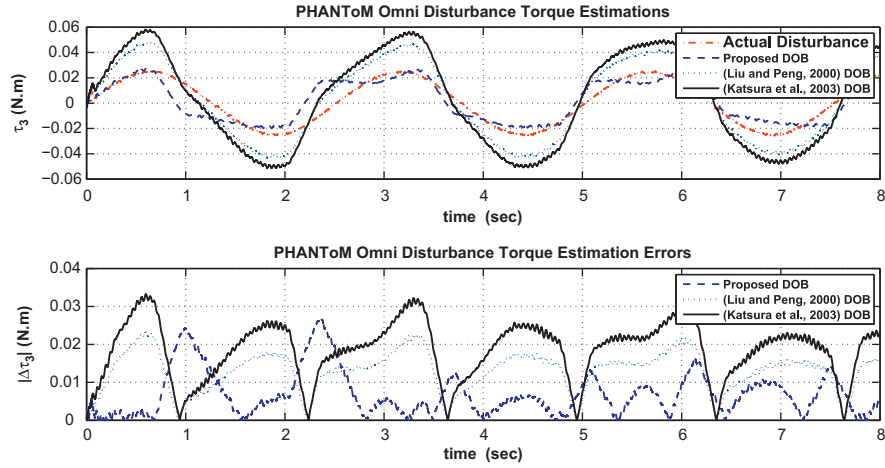 PHANToM Omni Disturbance Torque Estimations
0.06
0.04
0.02
0
-0.02
-0.04
-0.06
τ3 (N.m)
Actual Disturbance
Proposed DOB
(Liu and Peng, 2000) DOB
(Katsura et al., 2003) DOB
0 1 2 3 4 5 6 7 8
time (sec)
PHANToM Omni Disturbance Torque Estimation Errors
0.04
0.03
0.02
0.01
0
|Δτ3| (N.m)
Proposed DOB
(Liu and Peng, 2000) DOB
(Katsura et al., 2003) DOB
0 1 2 3 4 5 6 7 8
time (sec)